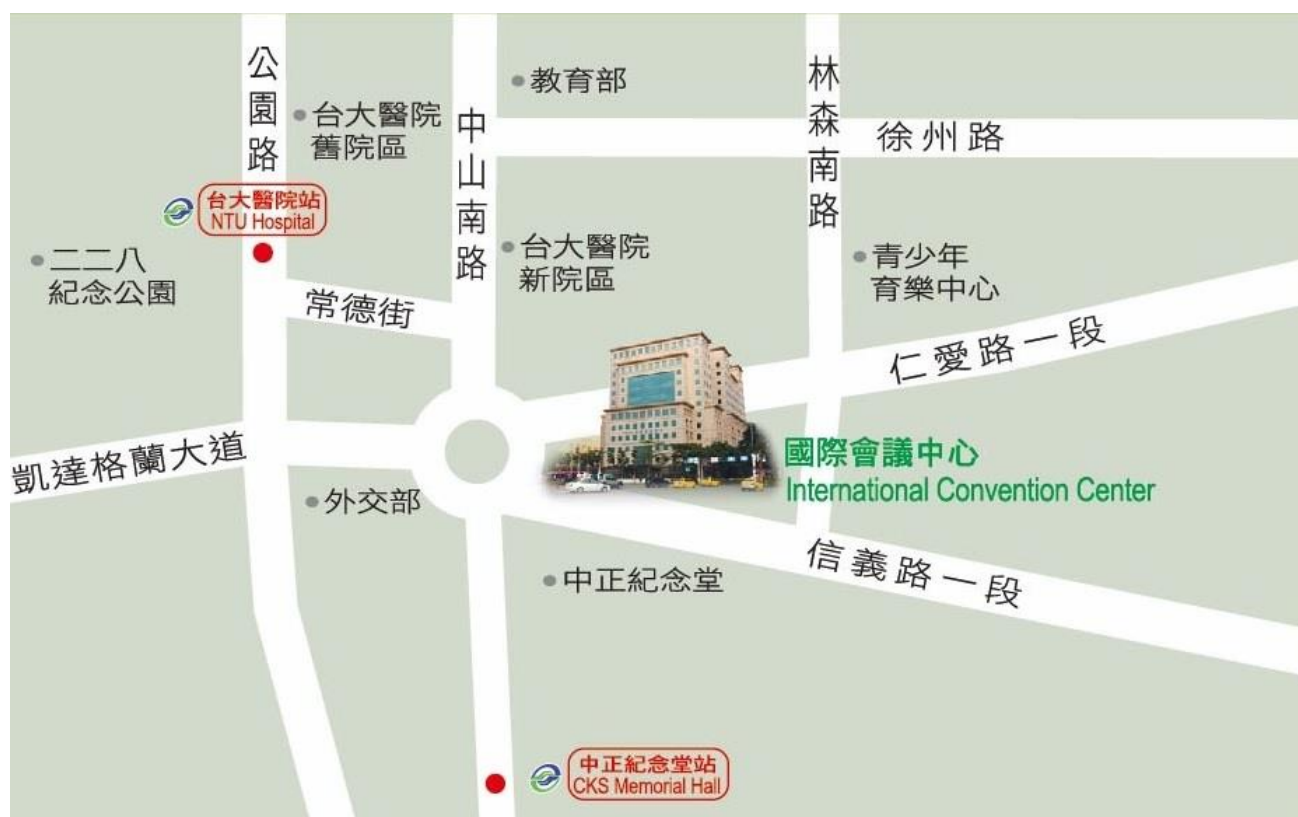 公園路
台大醫院
舊院區
中山南路
教育部
林森南路
徐州路
台大醫院站
NTU Hospital
二二八
紀念公園
常德街
台大醫院
新院區
青少年
育樂中心
仁愛路一段
凱達格蘭大道
外交部
國際會議中心
International Convention Center
中正紀念堂
信義路一段
中正紀念堂站
CKS Memorial Hall